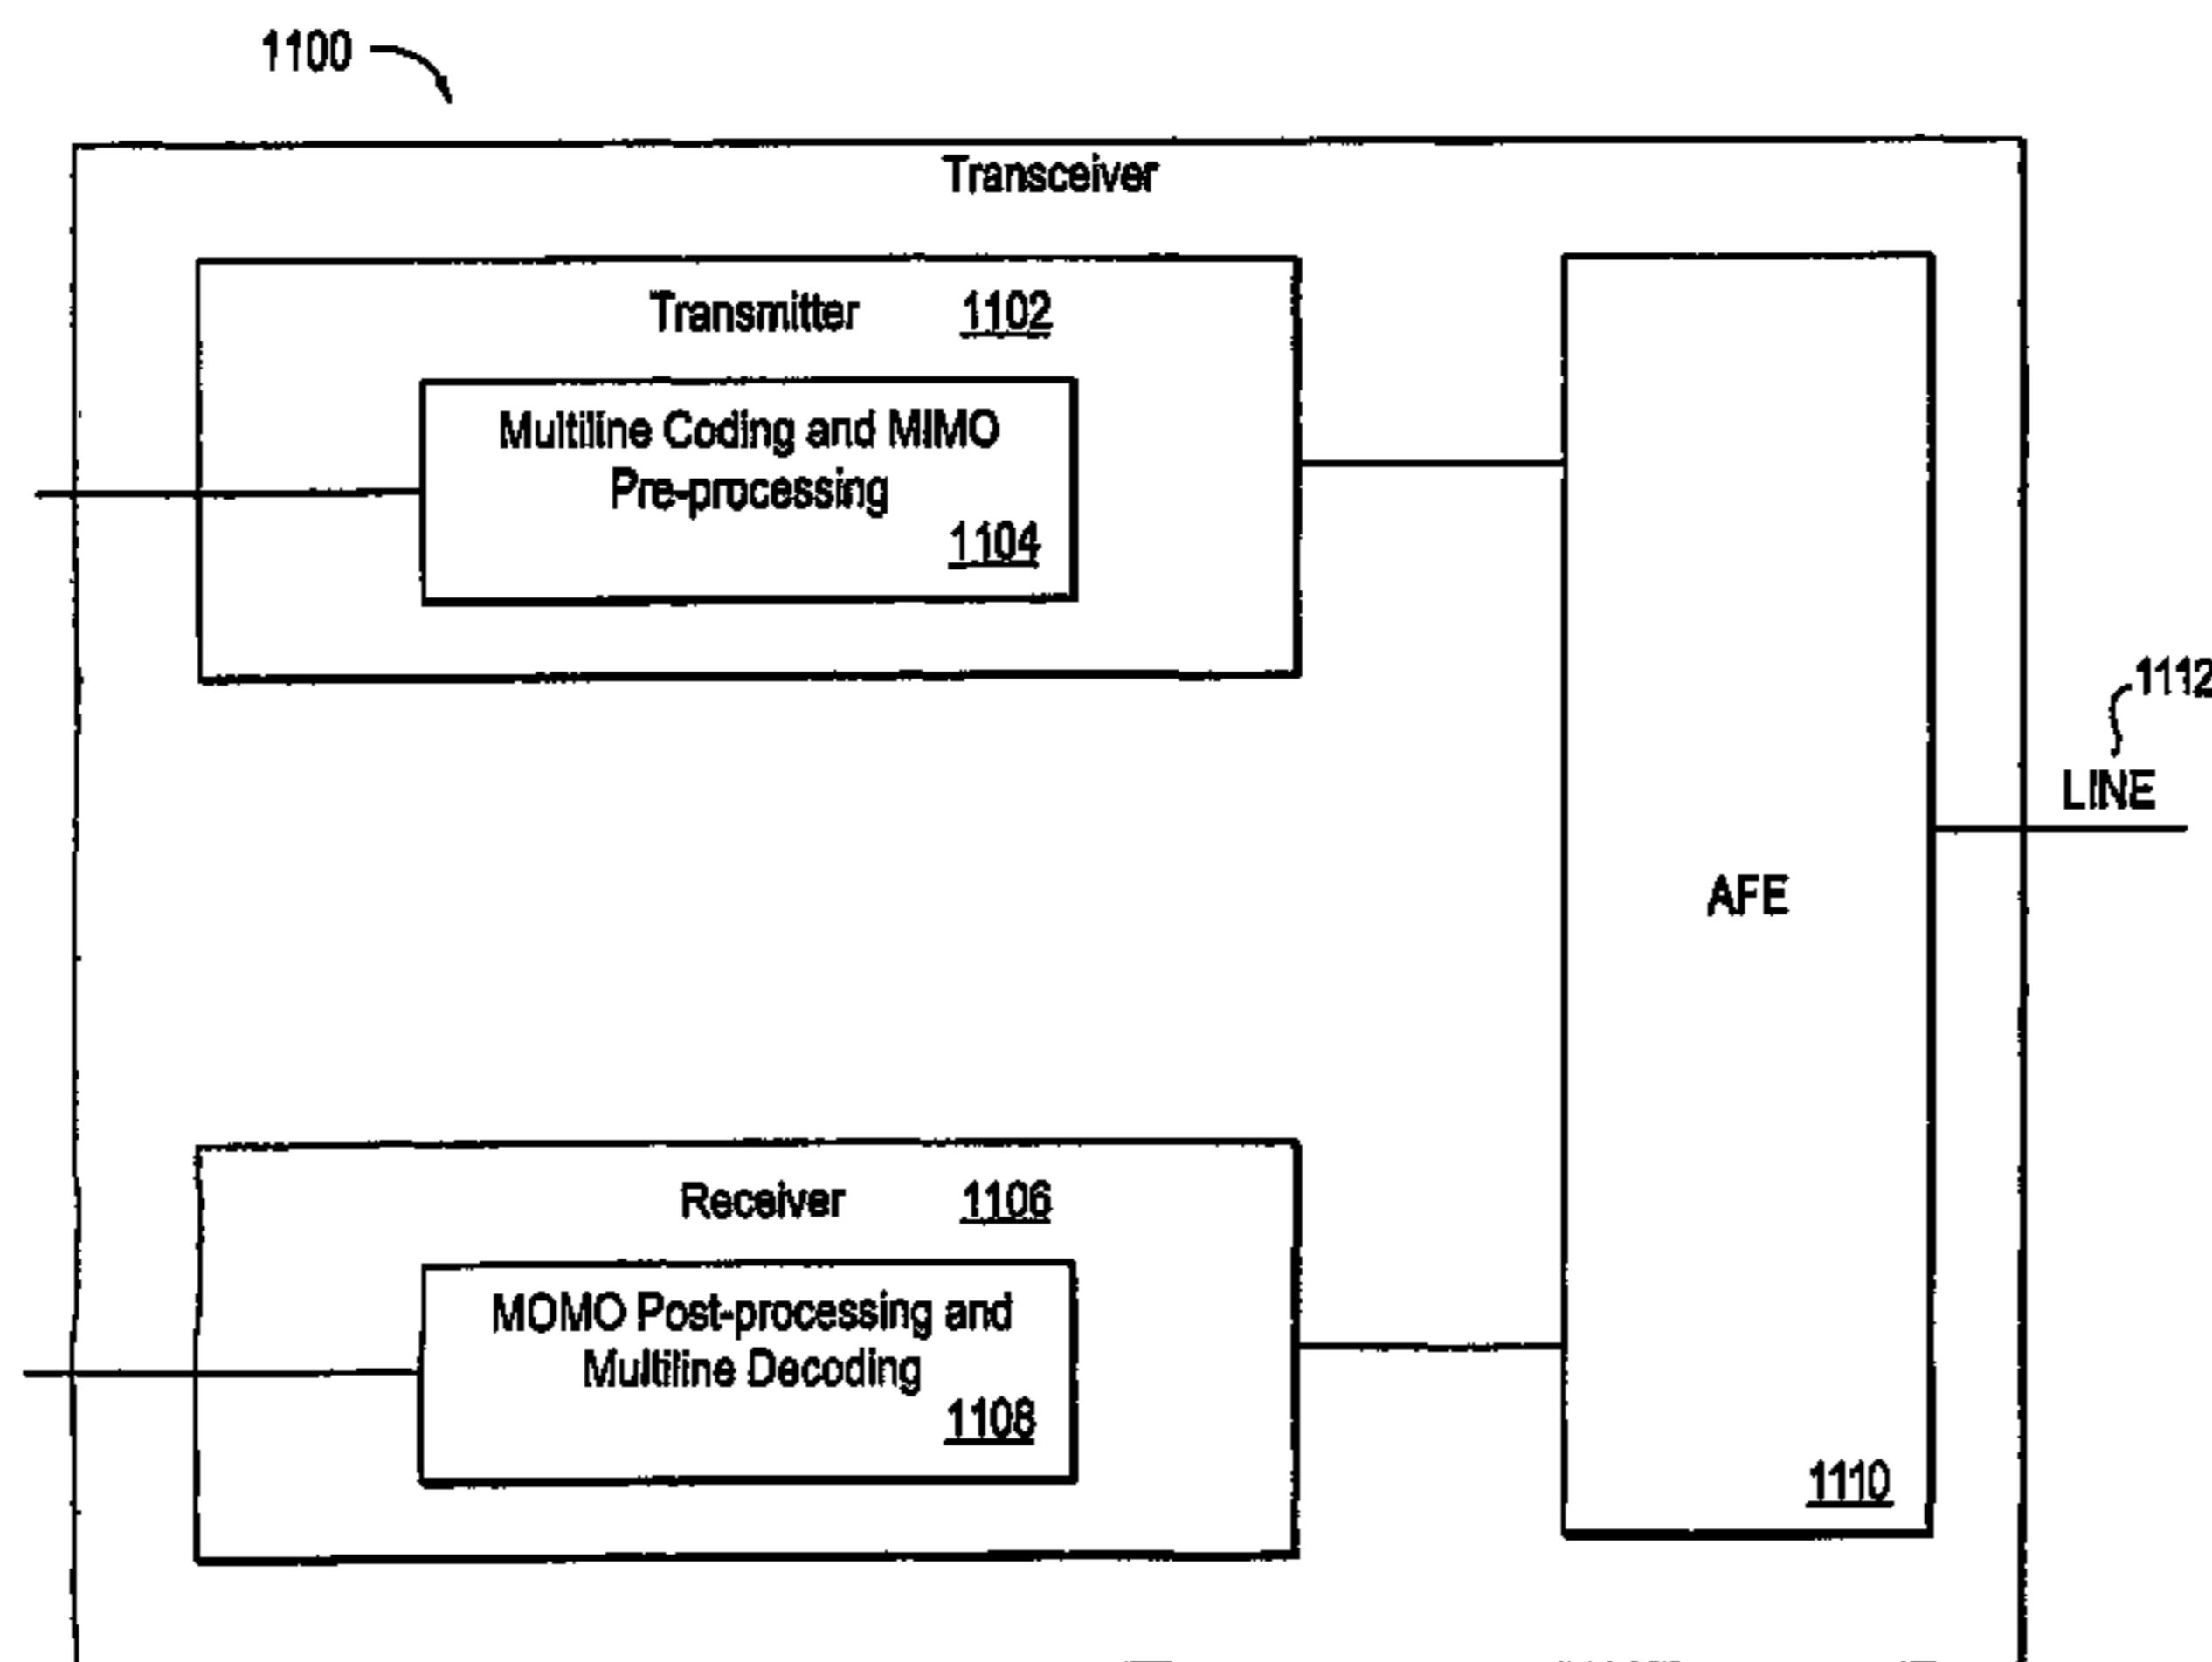 1100
Transceiver
Transmitter 1102
Multiline Coding and MIMO
Pre-processing
1104
1112
LINE
AFE
Receiver 1106
MOMO Post-processing and
Multiline Decoding
1108
1110